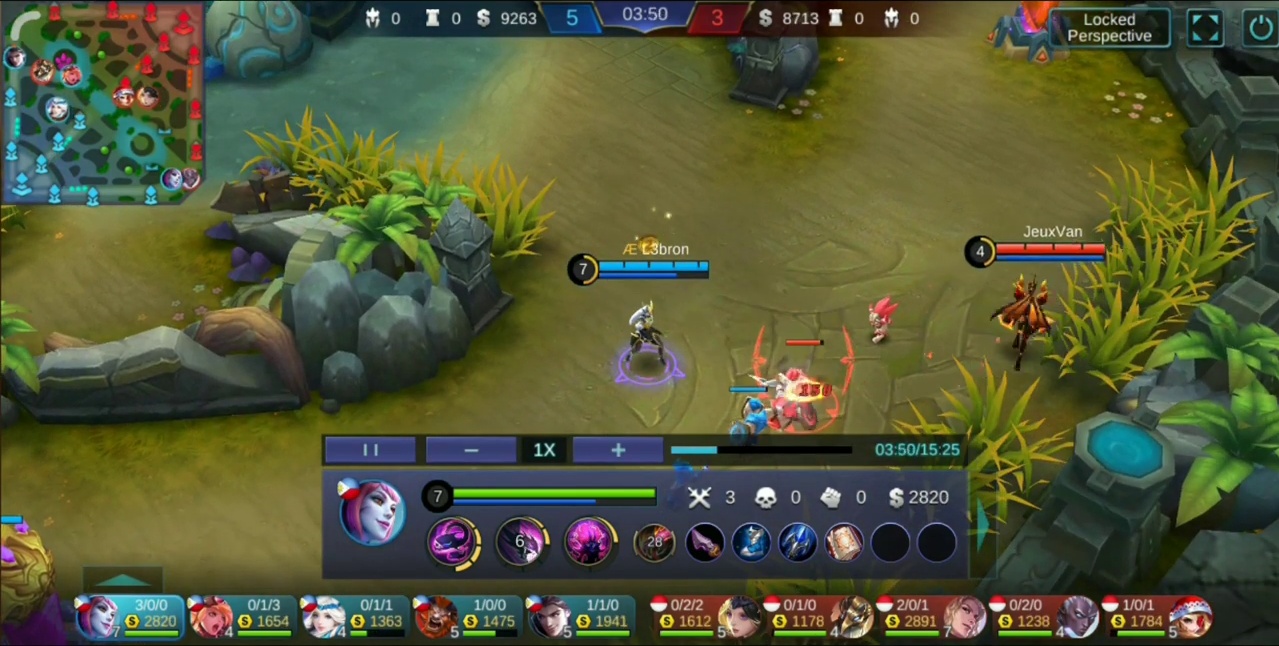 0 0 $ 9263 5 03:50 3 $ 8713 0 0
Locked
Perspective
Æ L3bron
7
JeuxVan
4
150
1X
03:50/15:25
7 3 0 0 $ 2820
6 28
3/0/0 0/1/3 0/1/1 1/0/0 1/1/0 0/2/2 0/1/0 2/0/1 0/2/0 1/0/1
S 2820 S 1654 S 1363 S 1475 S 1941 S 1612 S 1178 S 2891 S 1238 S 1784
7 4 4 5 5 5 4 7 4 5